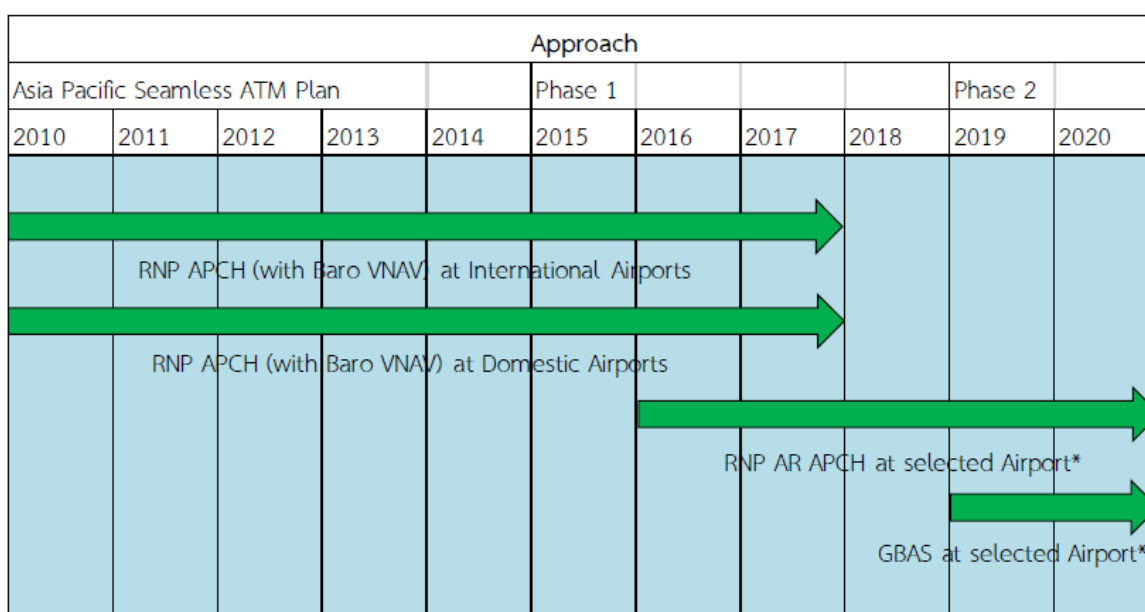 Approach
Asia Pacific Seamless ATM Plan Phase 1 Phase 2
2010 2011 2012 2013 2014 2015 2016 2017 2018 2019 2020
RNP APCH (with Baro VNAV) at International Airports
RNP APCH (with Baro VNAV) at Domestic Airports
RNP AR APCH at selected Airport*
GBAS at selected Airport*